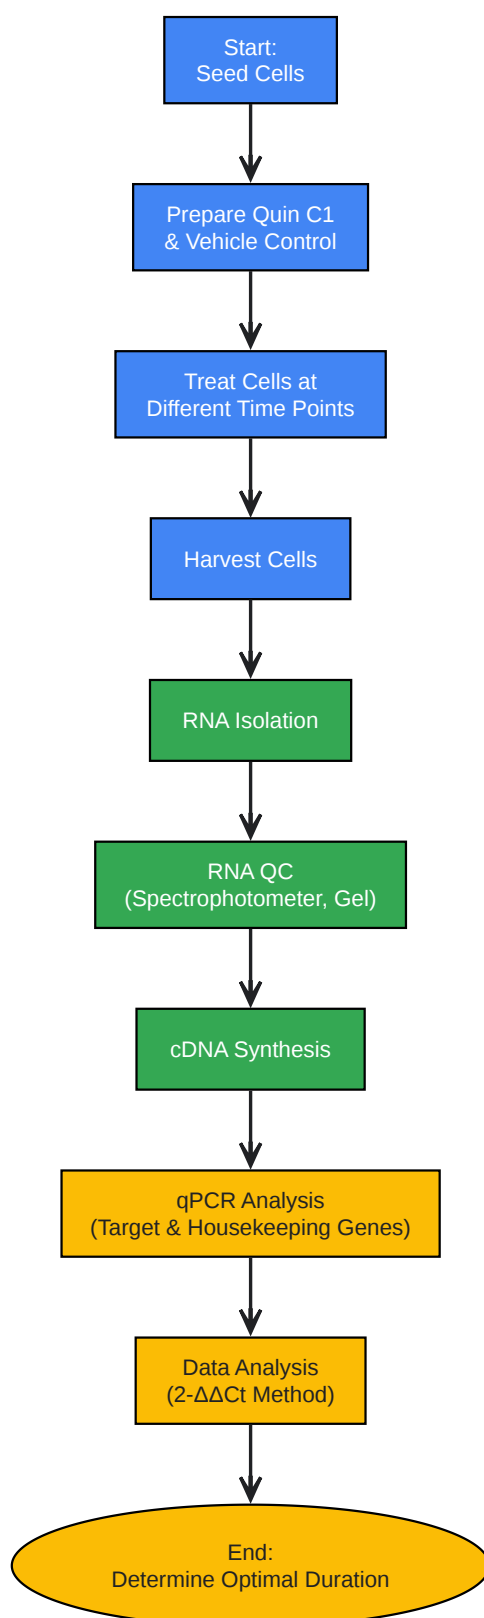 Start:
Seed Cells
Prepare Quin C1
& Vehicle Control
Treat Cells at
Different Time Points
Harvest Cells
RNA Isolation
RNA QC
(Spectrophotometer, Gel)
cDNA Synthesis
qPCR Analysis
(Target & Housekeeping Genes)
Data Analysis
(2-ΔΔCt Method)
End:
Determine Optimal Duration